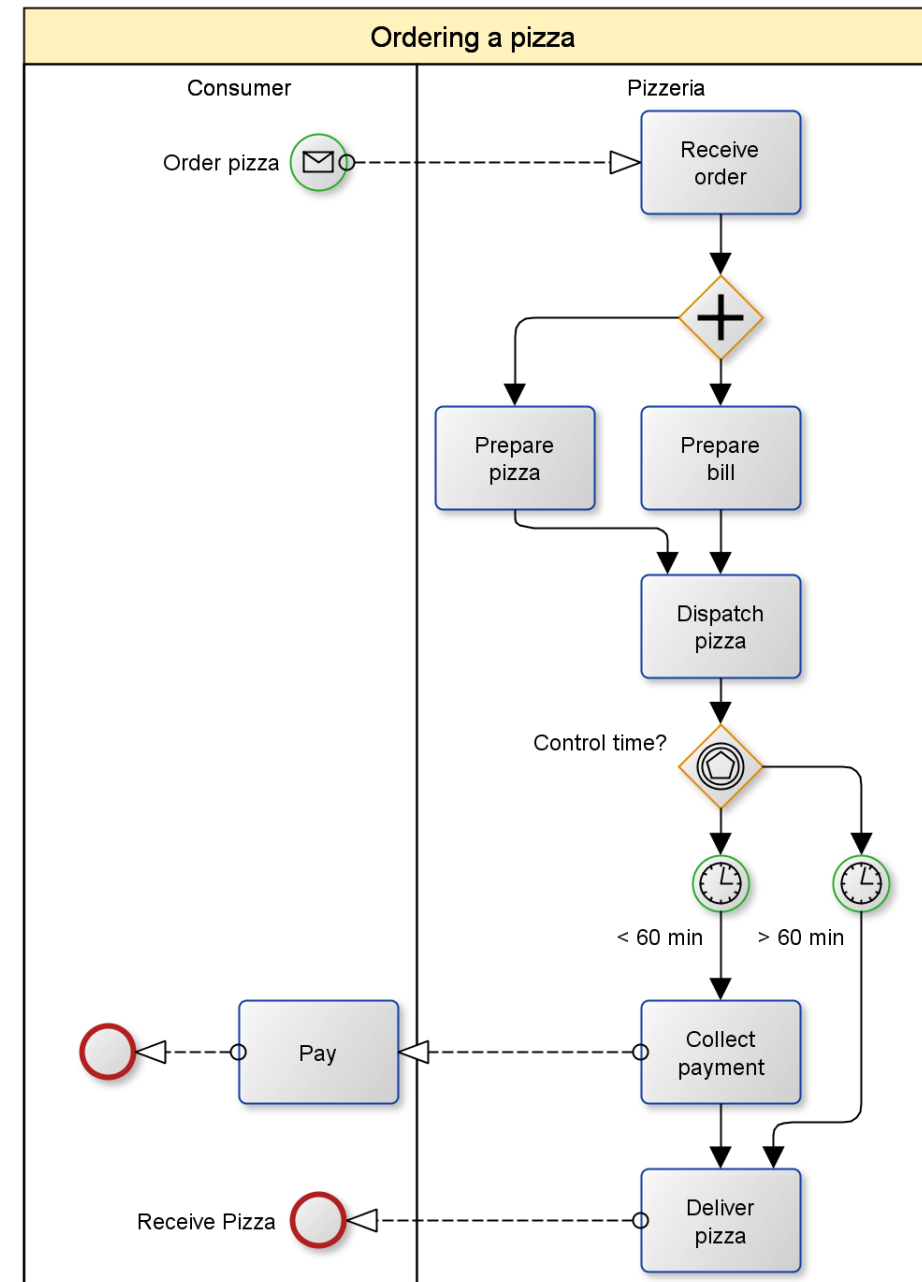 Ordering a pizza
Consumer
Pizzeria
Order pizza
Receive
order
Prepare
pizza
Prepare
bill
Dispatch
pizza
Control time?
< 60 min
> 60 min
Pay
Collect
payment
Receive Pizza
Deliver
pizza